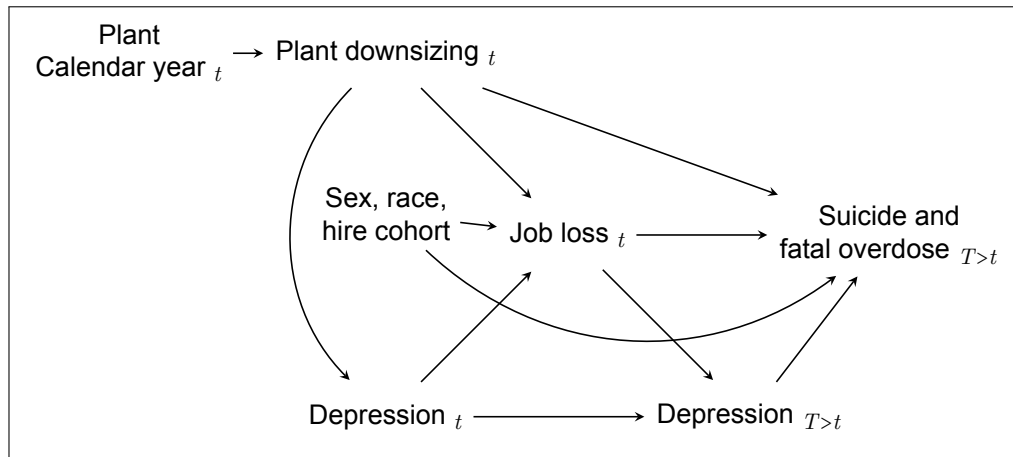 Plant
Calendar year t
Plant downsizing t
Sex, race,
hire cohort
Job loss t
Suicide and
fatal overdose T>t
Depression t
Depression T>t